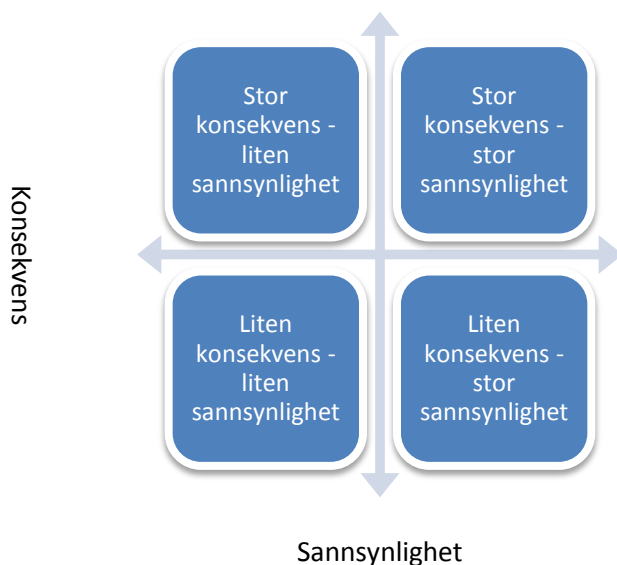 Stor
konsekvens -
liten
sannsynlighet
Stor
konsekvens -
stor
sannsynlighet
Konsekvens
Liten
konsekvens -
liten
sannsynlighet
Liten
konsekvens -
stor
sannsynlighet
Sannsynlighet